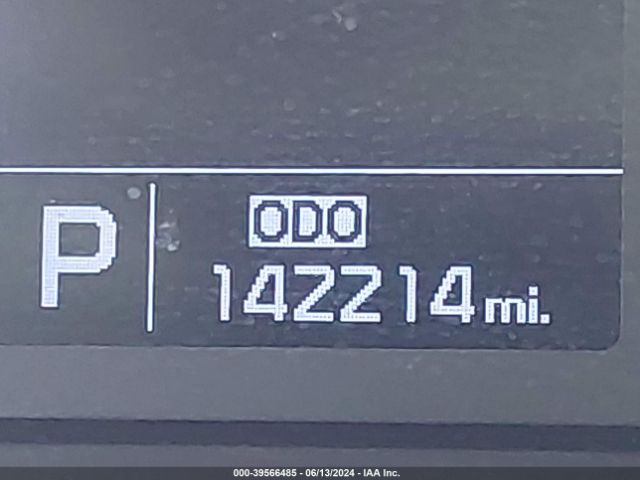 P
ODO
142214 mi.
000-39566485 - 06/13/2024 - IAA Inc.